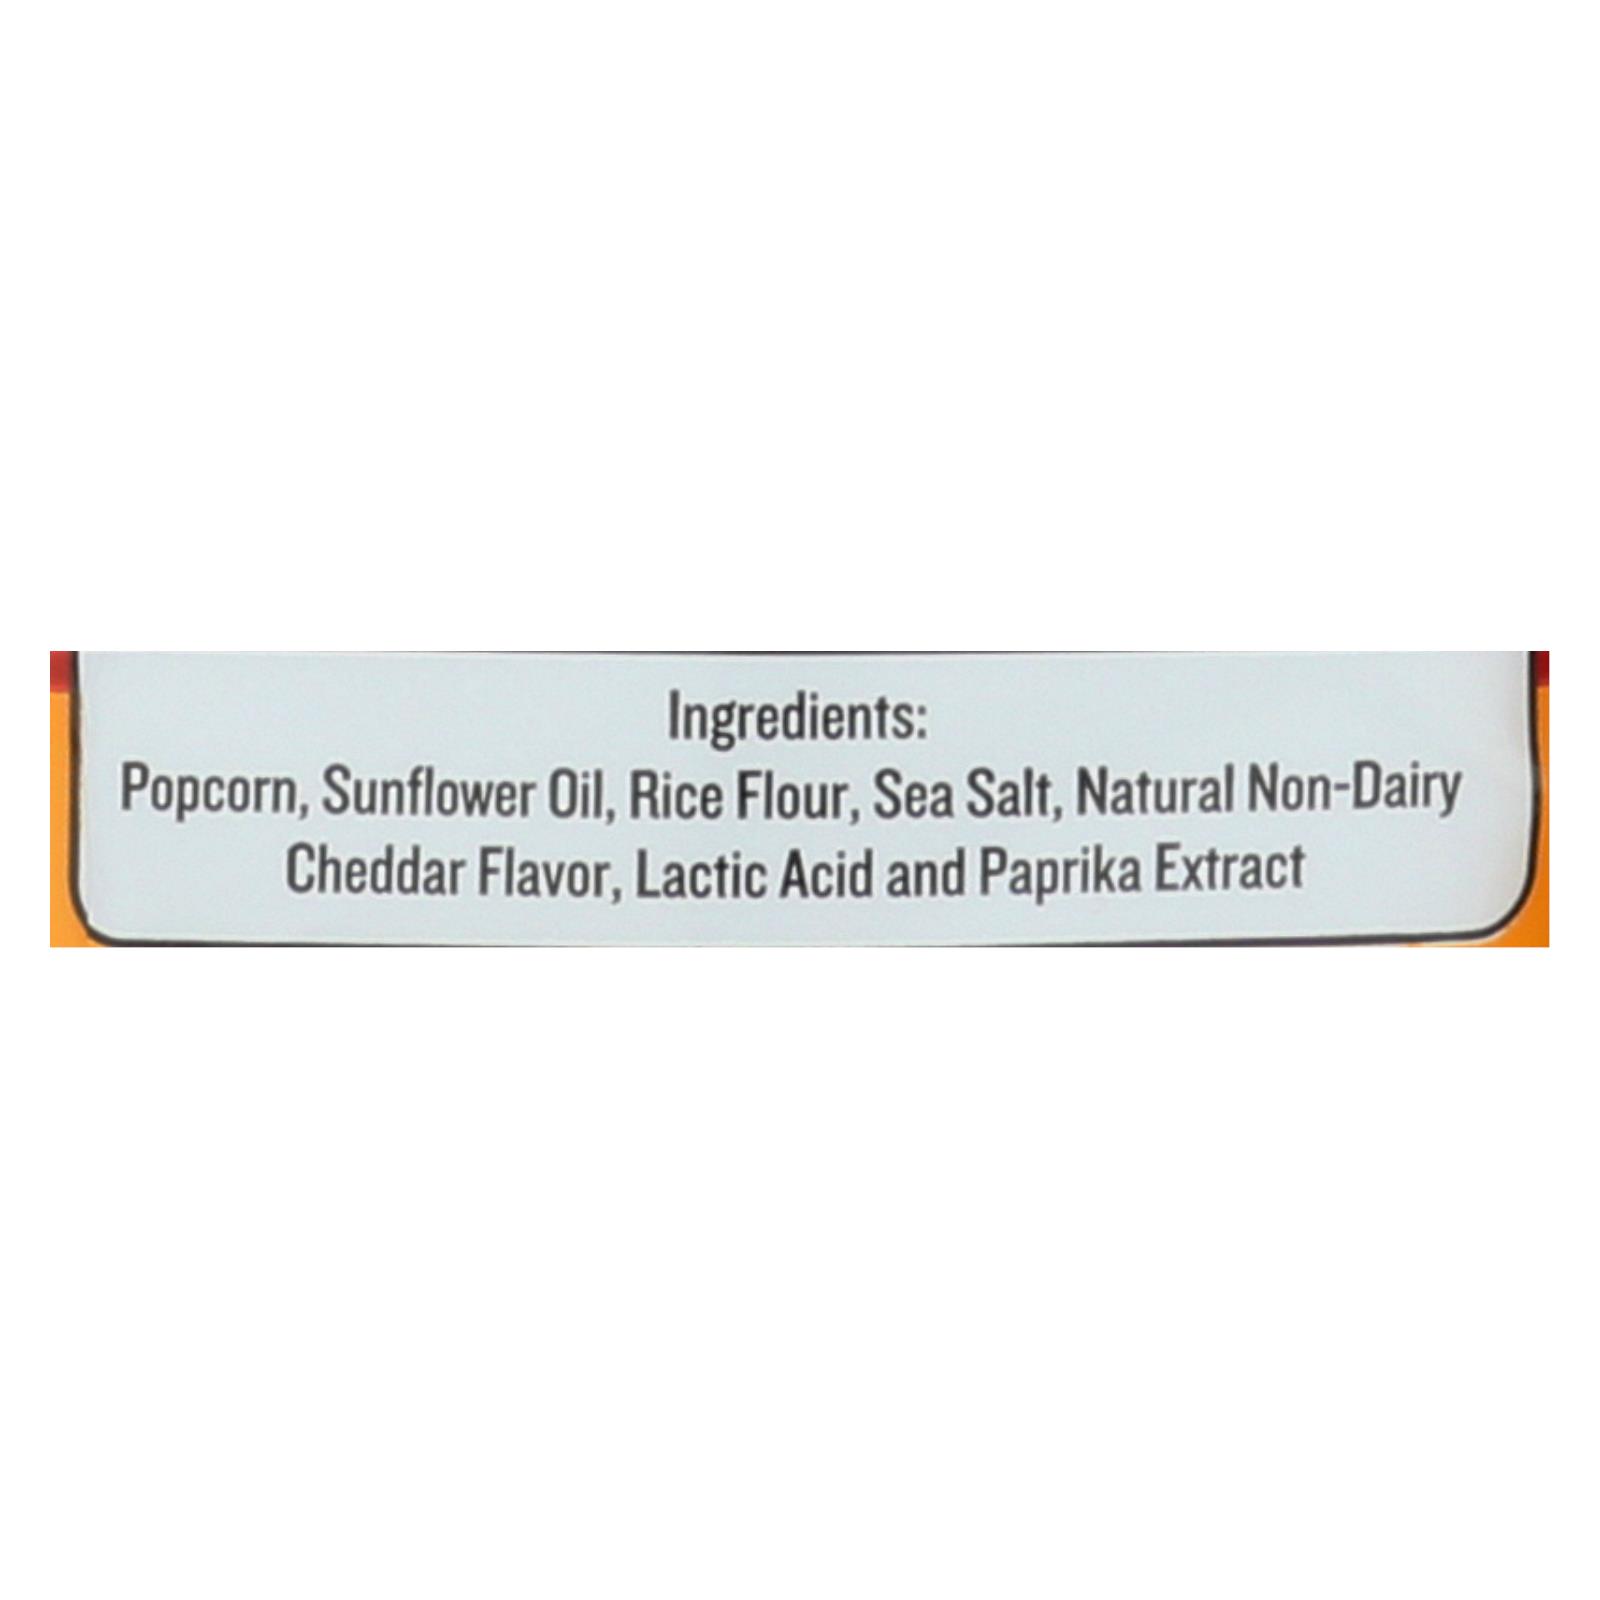 Ingredients:
Popcorn, Sunflower Oil, Rice Flour, Sea Salt, Natural Non-Dairy
Cheddar Flavor, Lactic Acid and Paprika Extract